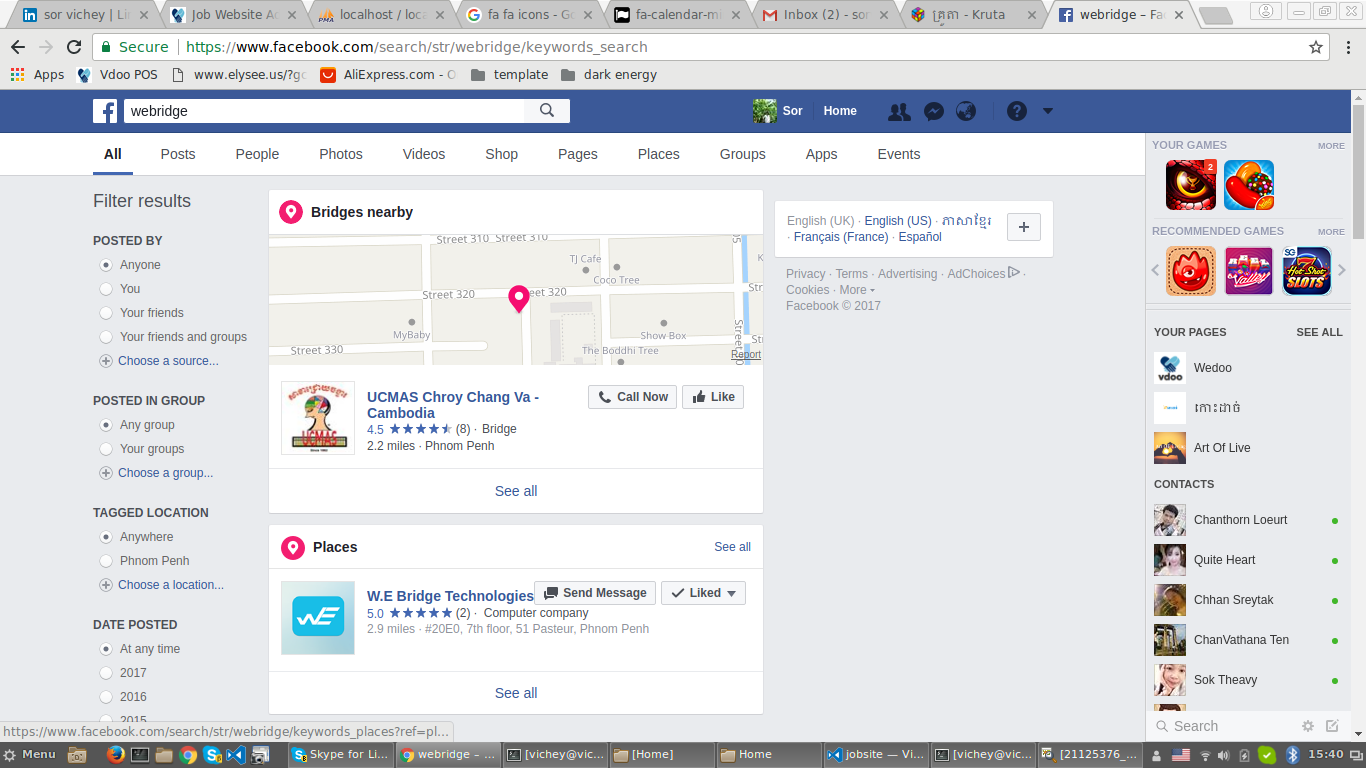 sor vichey | Li
Job Website A
localhost / loca
fa fa icons - Go
fa-calendar-mi
Inbox (2) - sor
គ្រូតា - Kruta
webridge – Fa
Secure
https://www.facebook.com/search/str/webridge/keywords_search
Apps
Vdoo POS
www.elysee.us/?gc
AliExpress.com - O
template
dark energy
webridge
Sor
Home
All
Posts
People
Photos
Videos
Shop
Pages
Places
Groups
Apps
Events
Filter results
POSTED BY
Anyone
You
Your friends
Your friends and groups
Choose a source...
POSTED IN GROUP
Any group
Your groups
Choose a group...
TAGGED LOCATION
Anywhere
Phnom Penh
Choose a location...
DATE POSTED
At any time
2017
2016
2015
Bridges nearby
Street 310 Street 310
TJ Cafe
Coco Tree
Street 320
eet 320
MyBaby
Show Box
Street 330
The Boddhi Tree
Report
UCMAS Chroy Chang Va -
Cambodia
4.5 (8) · Bridge
2.2 miles · Phnom Penh
Call Now
Like
UCMAS
See all
Places
See all
W.E Bridge Technologies
Send Message
Liked
5.0 (2) · Computer company
2.9 miles · #20E0, 7th floor, 51 Pasteur, Phnom Penh
WE
See all
English (UK) · English (US) · ភាសាខ្មែរ
· Français (France) · Español
Privacy · Terms · Advertising · AdChoices ·
Cookies · More
Facebook © 2017
YOUR GAMES
MORE
2
RECOMMENDED GAMES
MORE
Valley
SG
7
Hot Shot
SLOTS
YOUR PAGES
SEE ALL
vdoo
Wedoo
កោះដាច់
Art Of Live
CONTACTS
Chanthorn Loeurt
Quite Heart
Chhan Sreytak
ChanVathana Ten
Sok Theavy
Search
https://www.facebook.com/search/str/webridge/keywords_places?ref=pl...
Menu
Skype for Li...
webridge – ...
[vichey@vic...
[Home]
Home
jobsite — Vi...
[vichey@vic...
[21125376_...
15:40